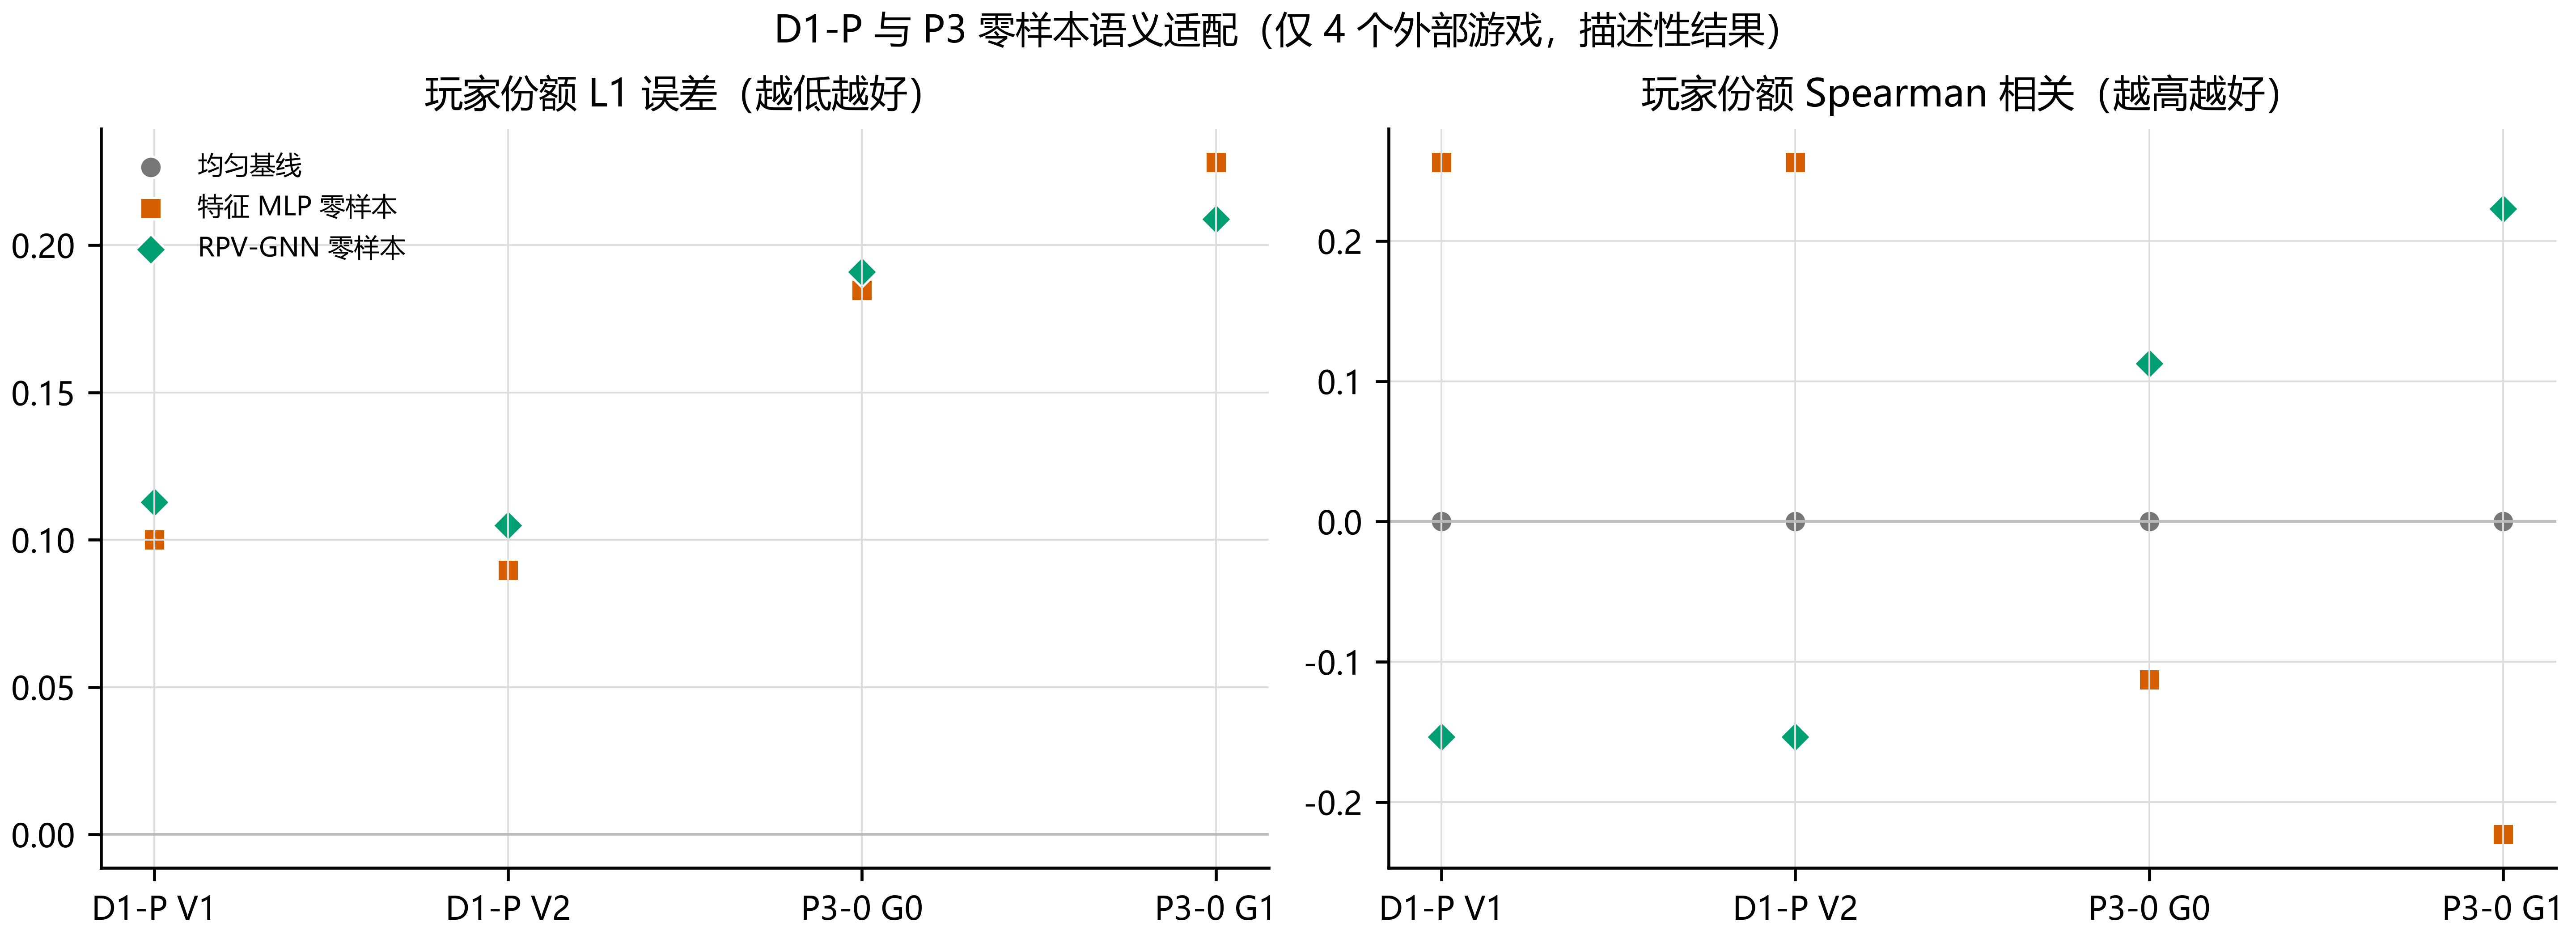 D1-P 与 P3 零样本语义适配（仅 4 个外部游戏，描述性结果）
玩家份额 L1 误差（越低越好）
均匀基线
特征 MLP 零样本
RPV-GNN 零样本
0.20
0.15
0.10
0.05
0.00
D1-P V1
D1-P V2
P3-0 G0
P3-0 G1
玩家份额 Spearman 相关（越高越好）
0.2
0.1
0.0
-0.1
-0.2
D1-P V1
D1-P V2
P3-0 G0
P3-0 G1